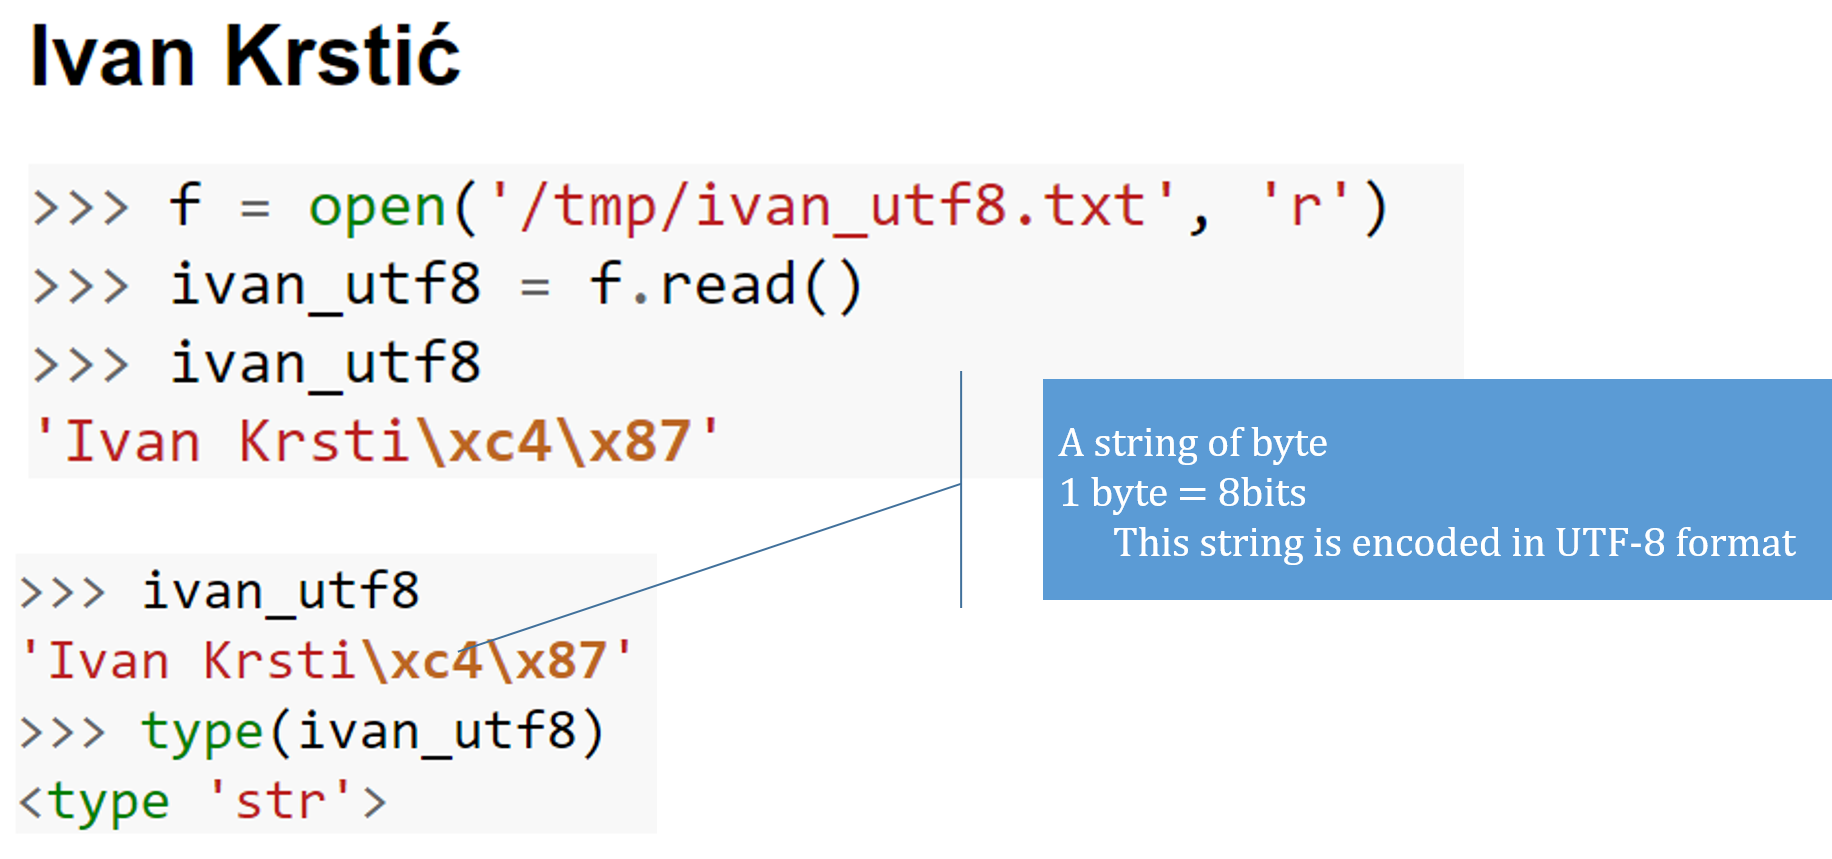 Ivan Krstić
>>> f = open('/tmp/ivan_utf8.txt', 'r')
>>> ivan_utf8 = f.read()
>>> ivan_utf8
'Ivan Krsti\xc4\x87'
A string of byte
1 byte = 8bits
This string is encoded in UTF-8 format
>>> ivan_utf8
'Ivan Krsti\xc4\x87'
>>> type(ivan_utf8)
<type 'str'>